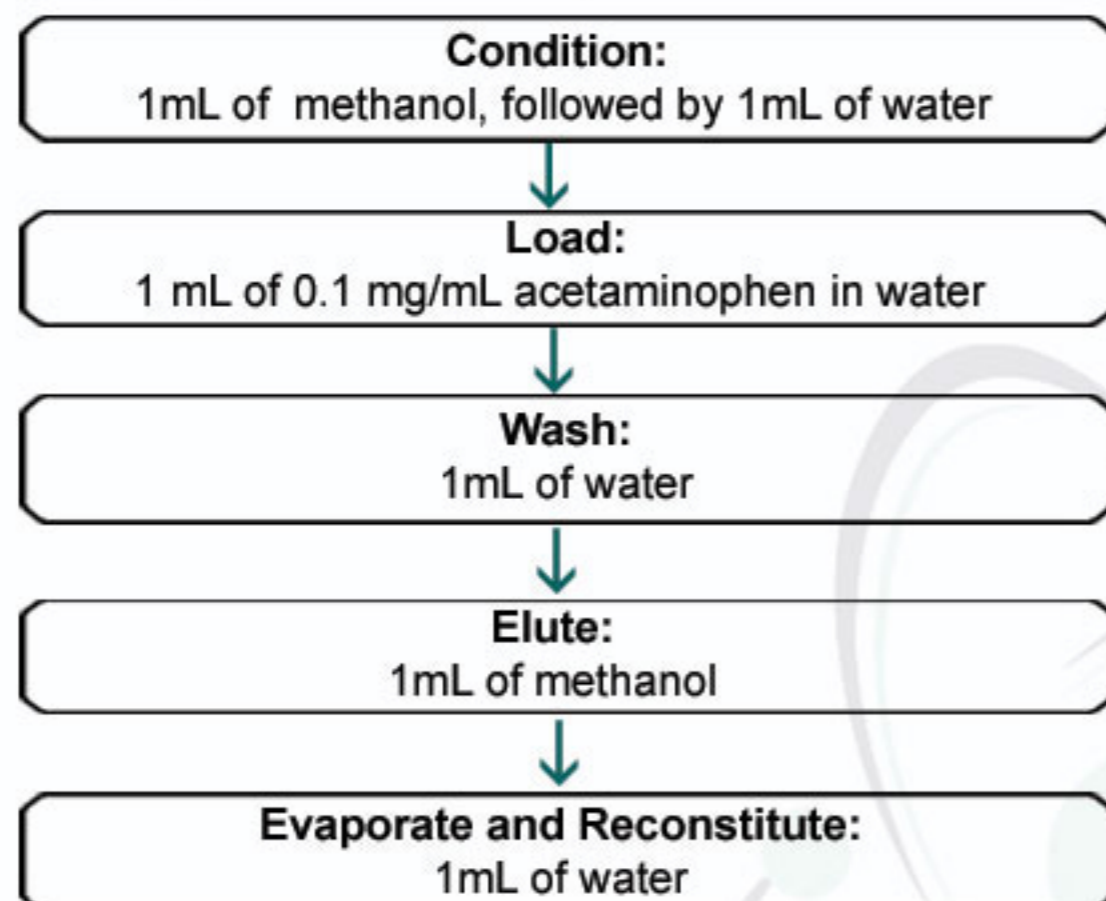 Condition:
1mL of  methanol, followed by 1mL of water
Load:
1 mL of 0.1 mg/mL acetaminophen in water
Wash:
1mL of water
Elute:
1mL of methanol
Evaporate and Reconstitute:
1mL of water